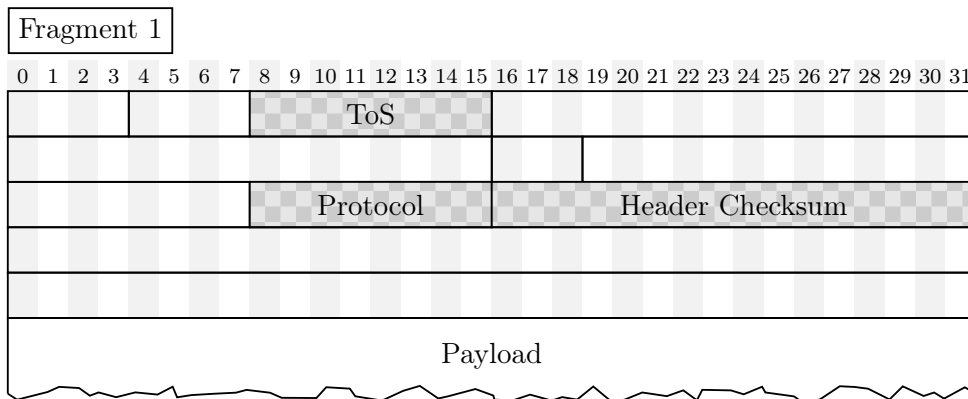 Fragment 1
0 1 2 3 4 5 6 7 8 9 10 11 12 13 14 15 16 17 18 19 20 21 22 23 24 25 26 27 28 29 30 31
ToS
Protocol Header Checksum
Payload